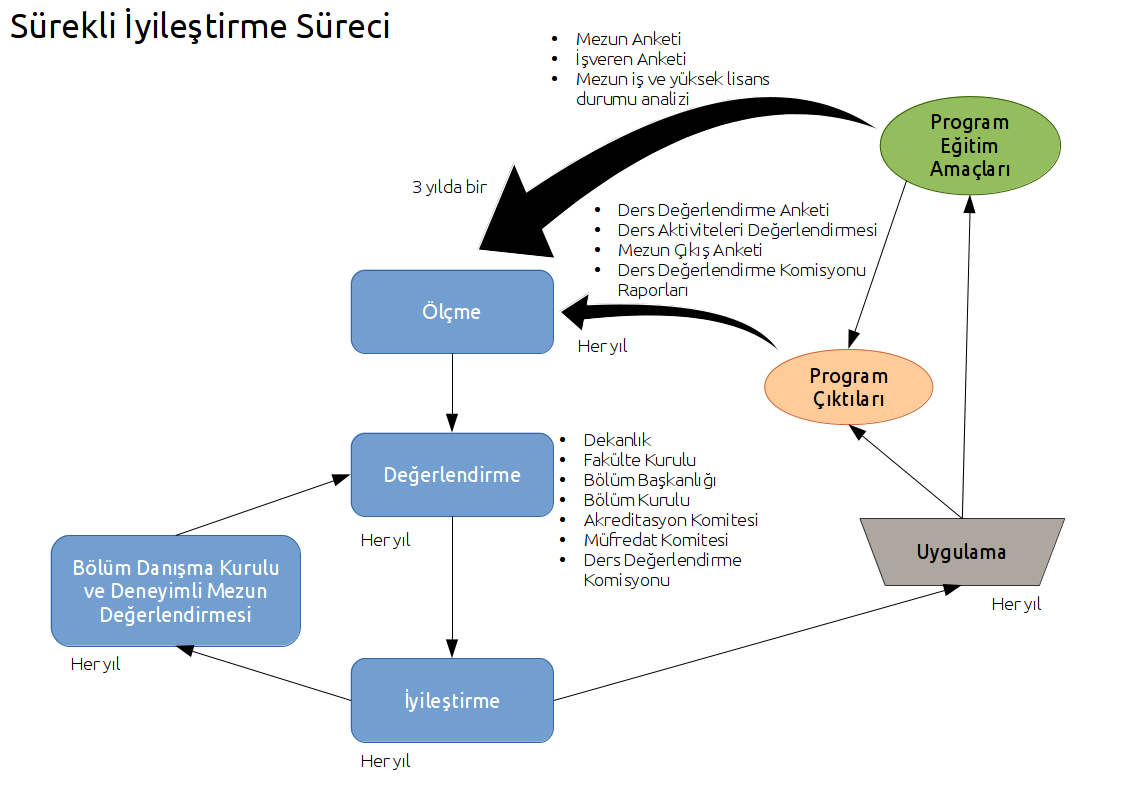 Sürekli İyileştirme Süreci
• Mezun Anketi
• İşveren Anketi
• Mezun iş ve yüksek lisans
durumu analizi
Program
Eğitim
Amaçları
3 yılda bir
• Ders Değerlendirme Anketi
• Ders Aktiviteleri Değerlendirmesi
• Mezun Çıkış Anketi
• Ders Değerlendirme Komisyonu
Raporları
Ölçme
Her yıl
Program
Çıktıları
Değerlendirme
Her yıl
• Dekanlık
• Fakülte Kurulu
• Bölüm Başkanlığı
• Bölüm Kurulu
• Akreditasyon Komitesi
• Müfredat Komitesi
• Ders Değerlendirme
Komisyonu
Uygulama
Her yıl
Bölüm Danışma Kurulu
ve Deneyimli Mezun
Değerlendirmesi
Her yıl
İyileştirme
Her yıl